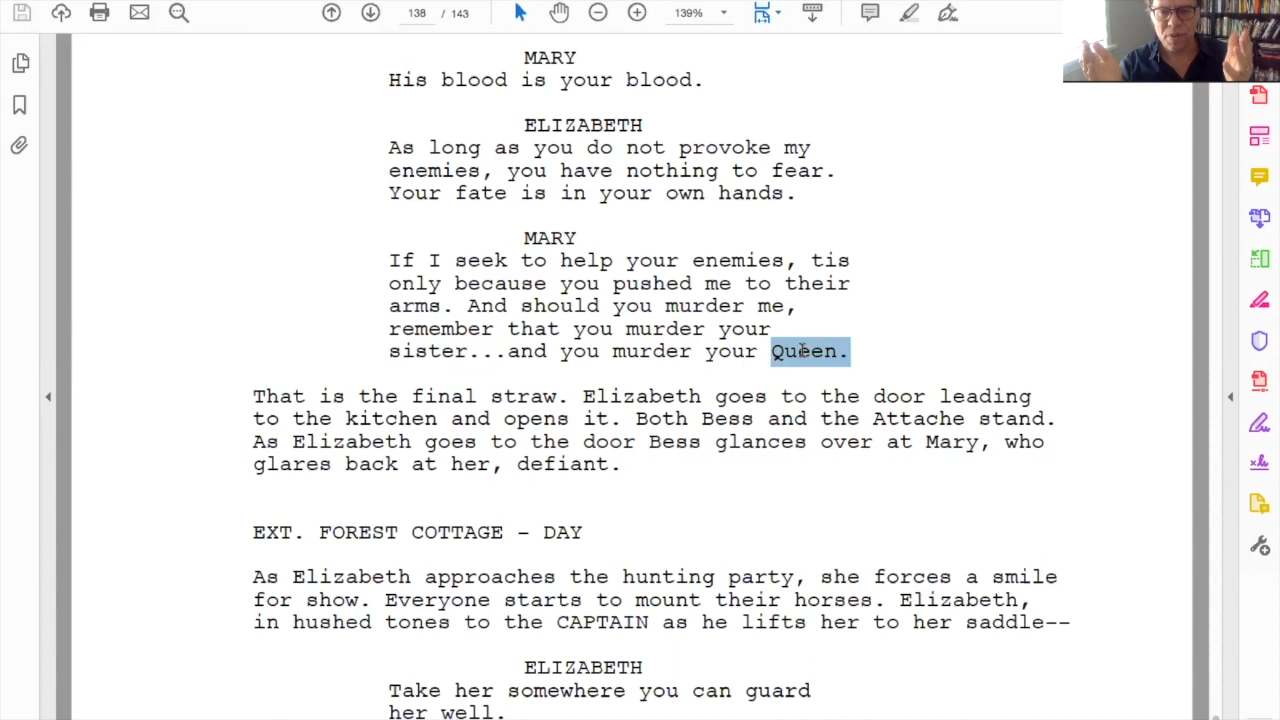 138 / 143
139%
MARY
His blood is your blood.
ELIZABETH
As long as you do not provoke my
enemies, you have nothing to fear.
Your fate is in your own hands.
MARY
If I seek to help your enemies, tis
only because you pushed me to their
arms. And should you murder me,
remember that you murder your
sister...and you murder your Queen.
That is the final straw. Elizabeth goes to the door leading
to the kitchen and opens it. Both Bess and the Attache stand.
As Elizabeth goes to the door Bess glances over at Mary, who
glares back at her, defiant.
EXT. FOREST COTTAGE - DAY
As Elizabeth approaches the hunting party, she forces a smile
for show. Everyone starts to mount their horses. Elizabeth,
in hushed tones to the CAPTAIN as he lifts her to her saddle--
ELIZABETH
Take her somewhere you can guard
her well.